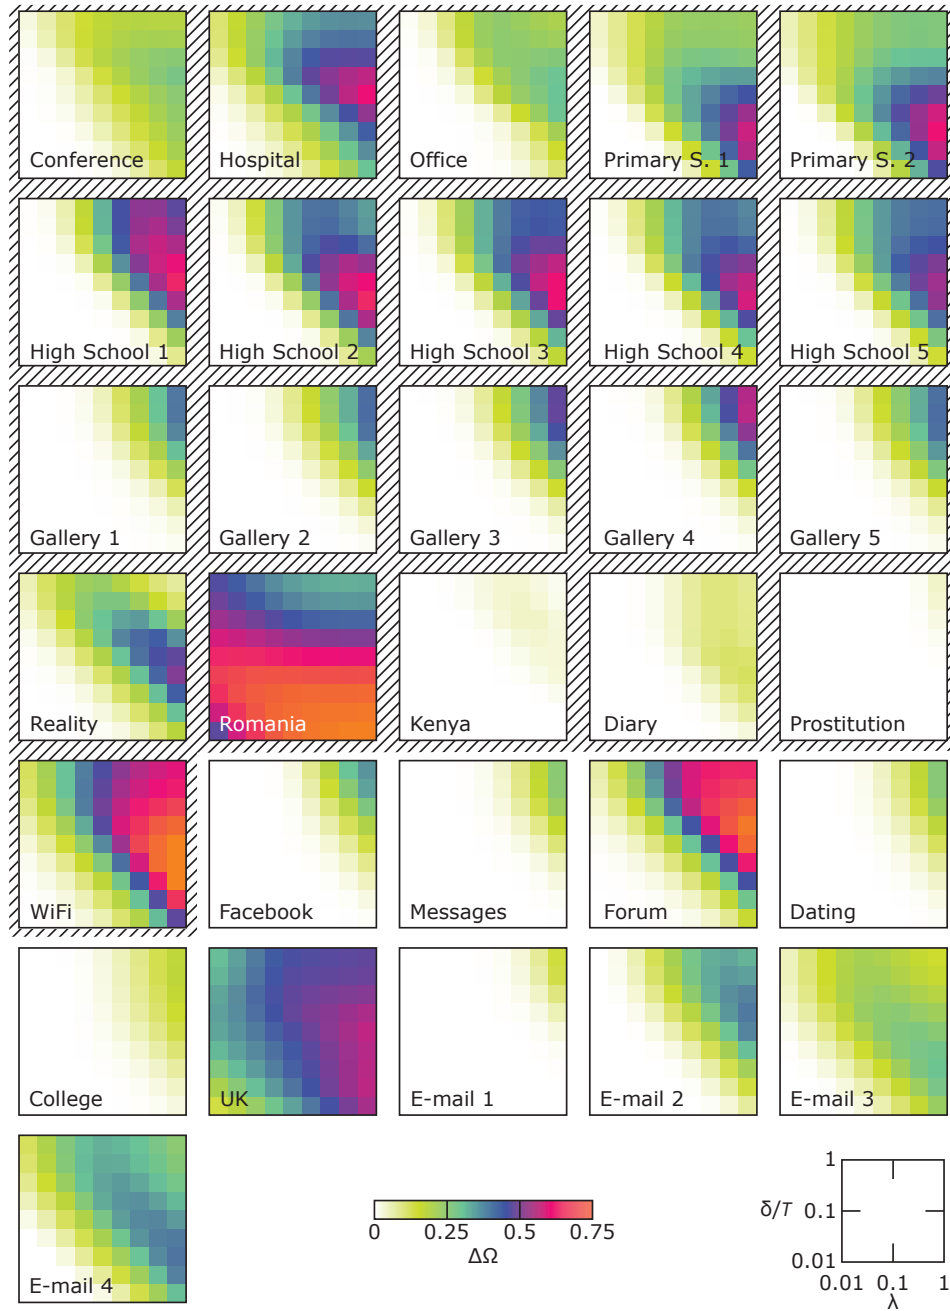 Conference Hospital Office Primary S. 1 Primary S. 2
High School 1 High School 2 High School 3 High School 4 High School 5
Gallery 1 Gallery 2 Gallery 3 Gallery 4 Gallery 5
Reality Romania Kenya Diary Prostitution
WiFi Facebook Messages Forum Dating
College UK E-mail 1 E-mail 2 E-mail 3
E-mail 4
0 0.25 0.5 0.75
ΔΩ
1
δ/T 0.1
0.01
0.01 0.1 1
λ